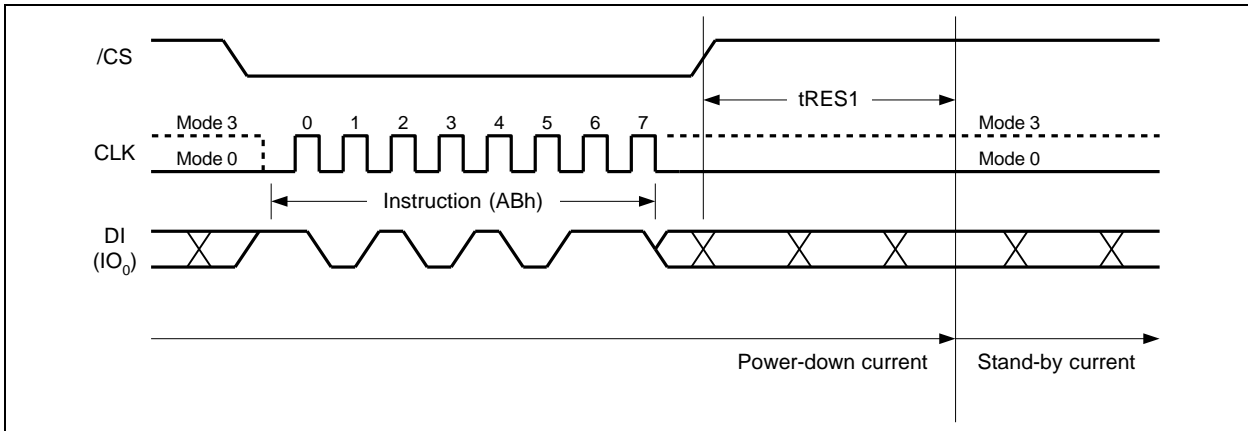 /CS
tRES1
Mode 3 0 1 2 3 4 5 6 7 Mode 3
CLK
Mode 0 Mode 0
Instruction (ABh)
DI
(IO0)
Power-down current Stand-by current